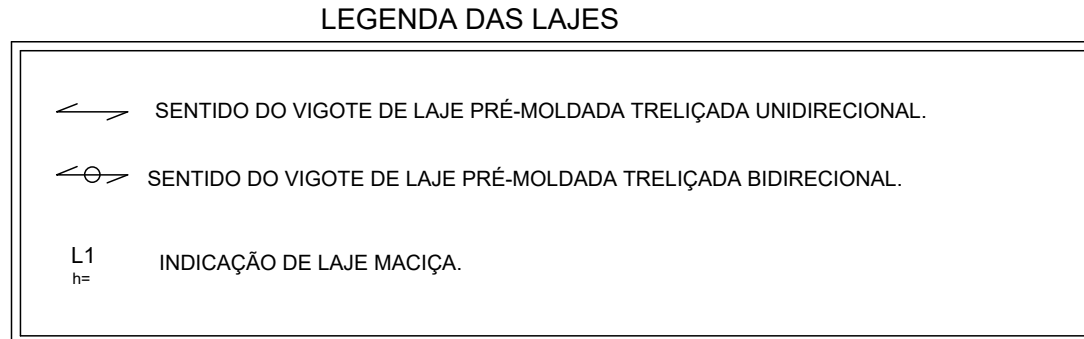 LEGENDA DAS LAJES
SENTIDO DO VIGOTE DE LAJE PRÉ-MOLDADA TRELIÇADA UNIDIRECIONAL.
SENTIDO DO VIGOTE DE LAJE PRÉ-MOLDADA TRELIÇADA BIDIRECIONAL.
L1
h=
INDICAÇÃO DE LAJE MACIÇA.